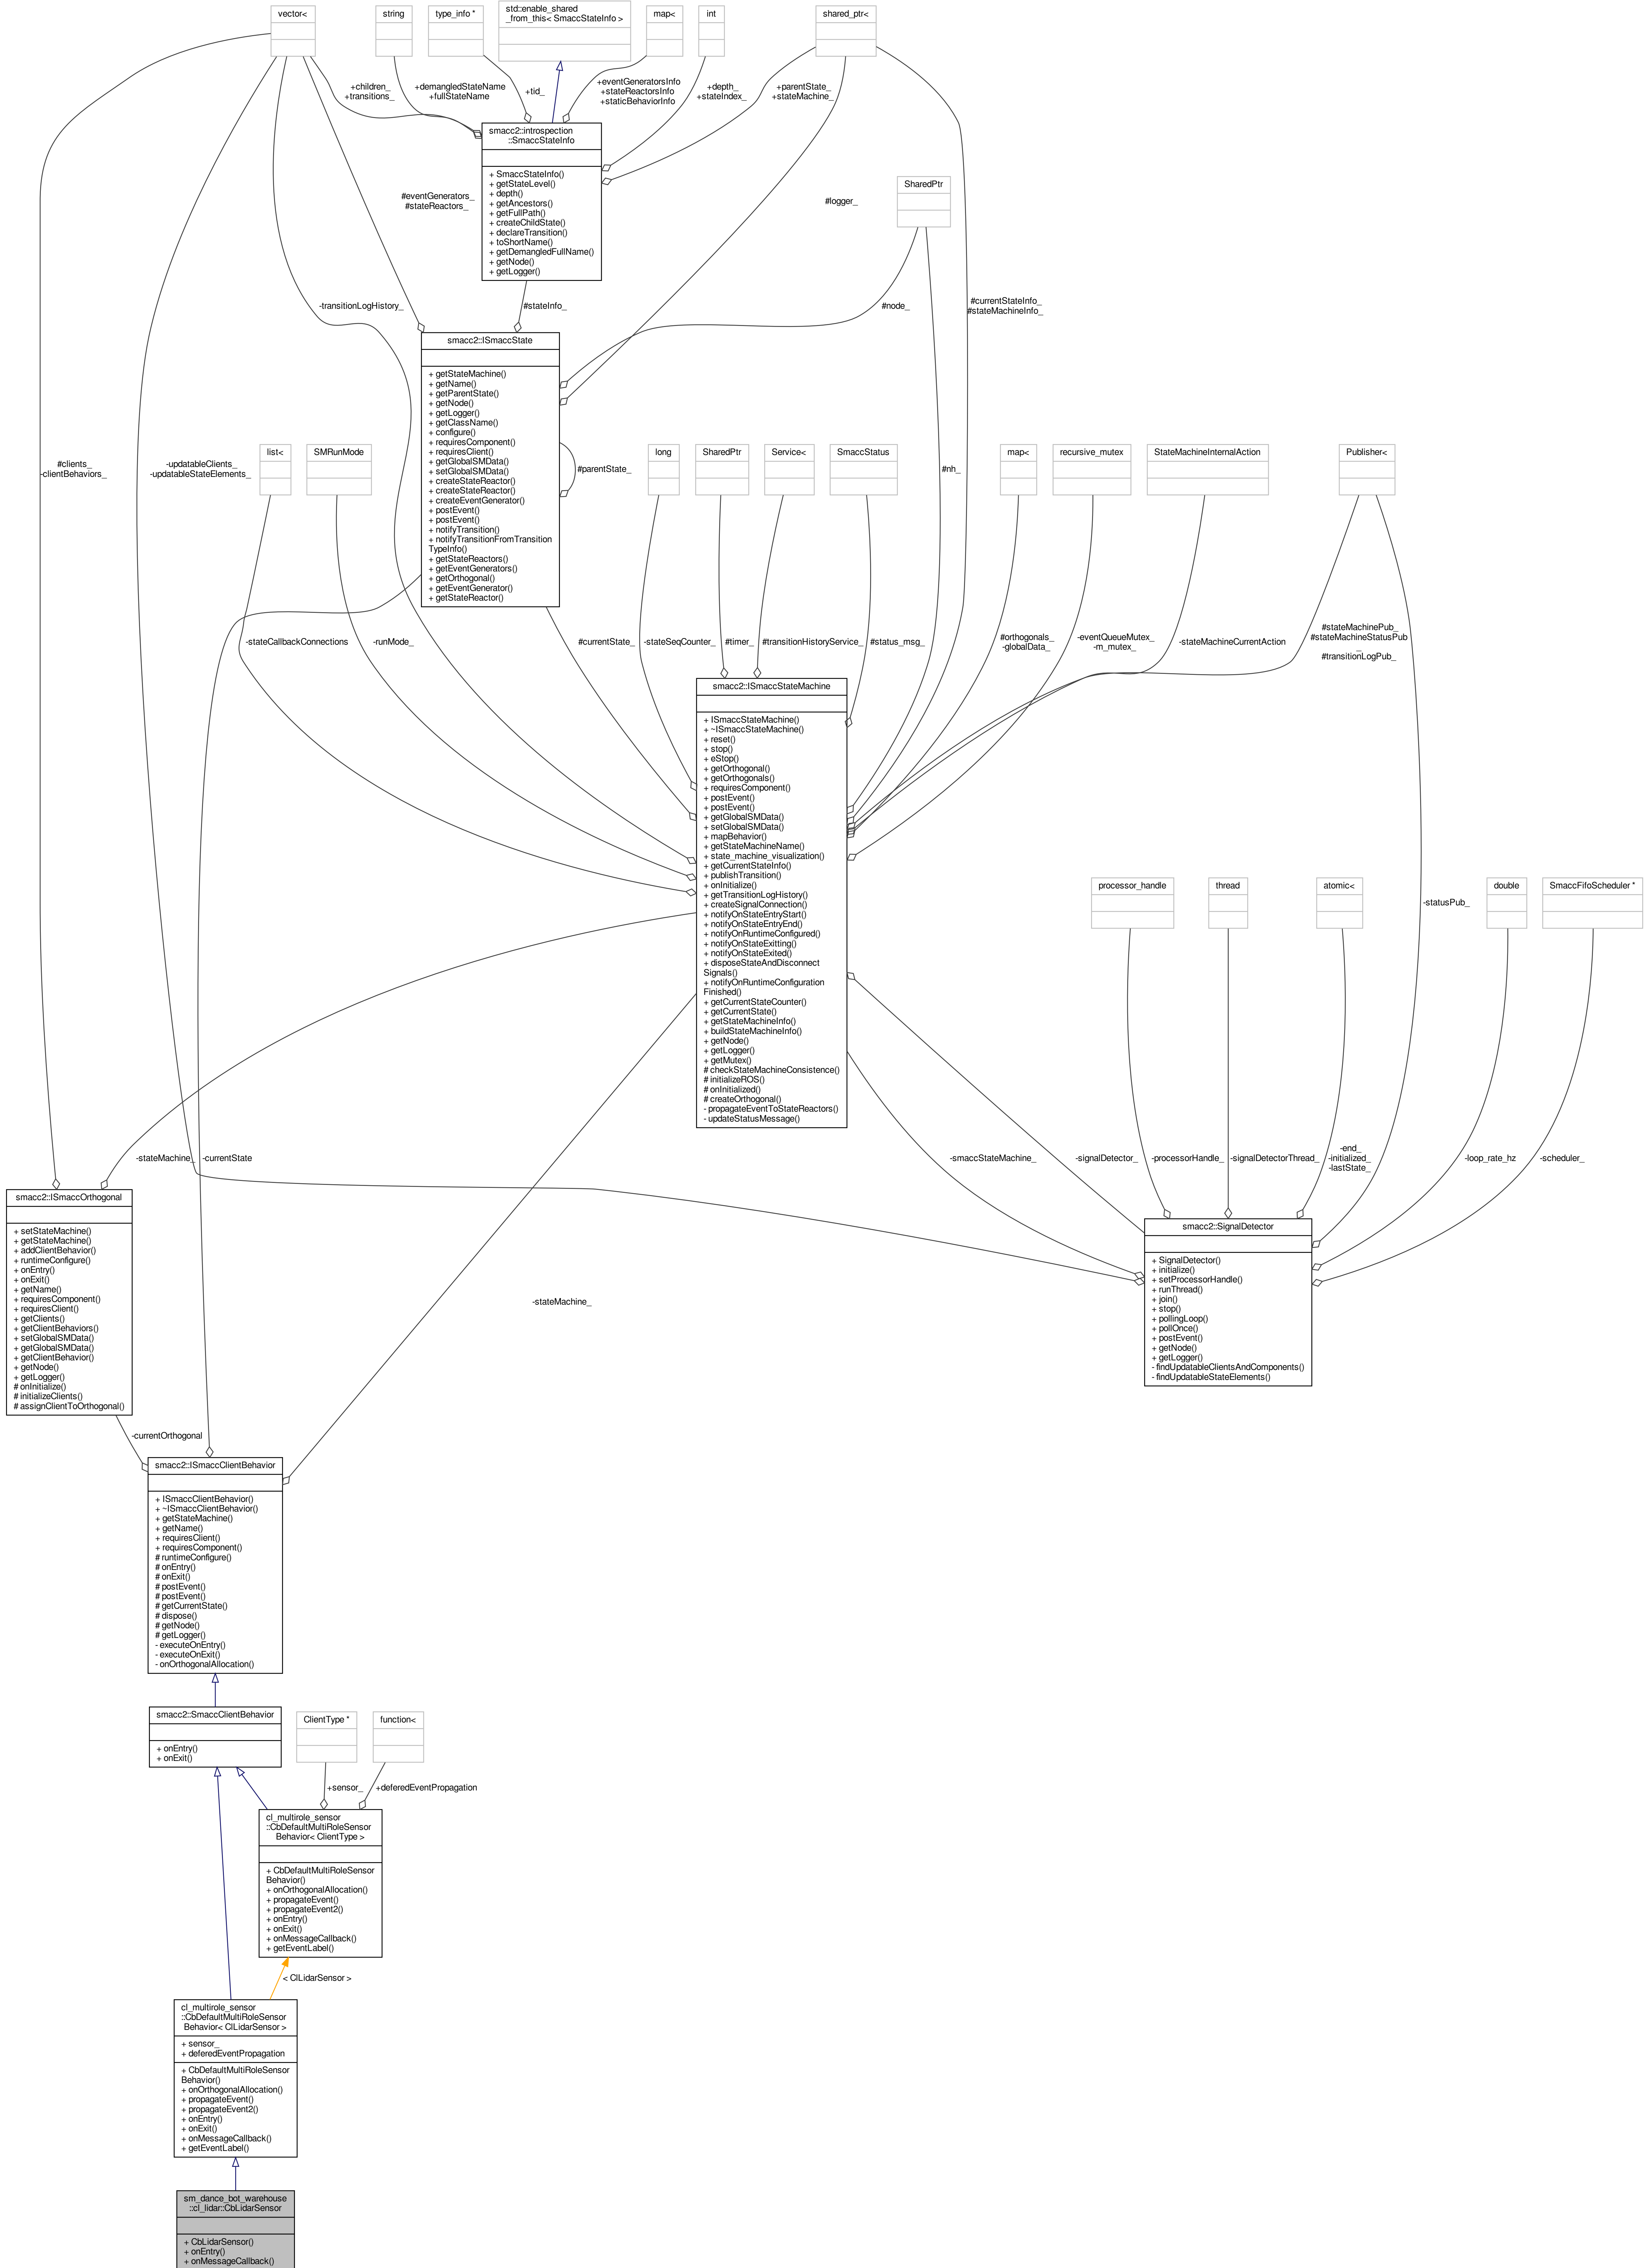 vector<
string
type_info *
std::enable_shared
_from_this< SmaccStateInfo >
map<
int
shared_ptr<
+children_
+transitions_
+demangledStateName
+fullStateName
+tid_
+eventGeneratorsInfo
+stateReactorsInfo
+staticBehaviorInfo
+depth_
+stateIndex_
+parentState_
+stateMachine_
smacc2::introspection
::SmaccStateInfo
+ SmaccStateInfo()
+ getStateLevel()
+ depth()
+ getAncestors()
+ getFullPath()
+ createChildState()
+ declareTransition()
+ toShortName()
+ getDemangledFullName()
+ getNode()
+ getLogger()
SharedPtr
#eventGenerators_
#stateReactors_
#logger_
-transitionLogHistory_
#stateInfo_
#node_
#currentStateInfo_
#stateMachineInfo_
smacc2::ISmaccState
+ getStateMachine()
+ getName()
+ getParentState()
+ getNode()
+ getLogger()
+ getClassName()
+ configure()
+ requiresComponent()
+ requiresClient()
+ getGlobalSMData()
+ setGlobalSMData()
+ createStateReactor()
+ createStateReactor()
+ createEventGenerator()
+ postEvent()
+ postEvent()
+ notifyTransition()
+ notifyTransitionFromTransition
TypeInfo()
+ getStateReactors()
+ getEventGenerators()
+ getOrthogonal()
+ getEventGenerator()
+ getStateReactor()
#clients_
-clientBehaviors_
-updatableClients_
-updatableStateElements_
list<
SMRunMode
#parentState_
long
SharedPtr
Service<
SmaccStatus
#nh_
map<
recursive_mutex
StateMachineInternalAction
Publisher<
-stateCallbackConnections
-runMode_
#currentState_
-stateSeqCounter_
#timer_
#transitionHistoryService_
#status_msg_
#orthogonals_
-globalData_
-eventQueueMutex_
-m_mutex_
-stateMachineCurrentAction
#stateMachinePub_
#stateMachineStatusPub
_
#transitionLogPub_
smacc2::ISmaccStateMachine
+ ISmaccStateMachine()
+ ~ISmaccStateMachine()
+ reset()
+ stop()
+ eStop()
+ getOrthogonal()
+ getOrthogonals()
+ requiresComponent()
+ postEvent()
+ postEvent()
+ getGlobalSMData()
+ setGlobalSMData()
+ mapBehavior()
+ getStateMachineName()
+ state_machine_visualization()
+ getCurrentStateInfo()
+ publishTransition()
+ onInitialize()
+ getTransitionLogHistory()
+ createSignalConnection()
+ notifyOnStateEntryStart()
+ notifyOnStateEntryEnd()
+ notifyOnRuntimeConfigured()
+ notifyOnStateExitting()
+ notifyOnStateExited()
+ disposeStateAndDisconnect
Signals()
+ notifyOnRuntimeConfiguration
Finished()
+ getCurrentStateCounter()
+ getCurrentState()
+ getStateMachineInfo()
+ buildStateMachineInfo()
+ getNode()
+ getLogger()
+ getMutex()
# checkStateMachineConsistence()
# initializeROS()
# onInitialized()
# createOrthogonal()
- propagateEventToStateReactors()
- updateStatusMessage()
processor_handle
thread
atomic<
double
SmaccFifoScheduler *
-statusPub_
-stateMachine_
-currentState
-smaccStateMachine_
-signalDetector_
-processorHandle_
-signalDetectorThread_
-end_
-initialized_
-lastState_
-loop_rate_hz
-scheduler_
smacc2::ISmaccOrthogonal
+ setStateMachine()
+ getStateMachine()
+ addClientBehavior()
+ runtimeConfigure()
+ onEntry()
+ onExit()
+ getName()
+ requiresComponent()
+ requiresClient()
+ getClients()
+ getClientBehaviors()
+ setGlobalSMData()
+ getGlobalSMData()
+ getClientBehavior()
+ getNode()
+ getLogger()
# onInitialize()
# initializeClients()
# assignClientToOrthogonal()
smacc2::SignalDetector
+ SignalDetector()
+ initialize()
+ setProcessorHandle()
+ runThread()
+ join()
+ stop()
+ pollingLoop()
+ pollOnce()
+ postEvent()
+ getNode()
+ getLogger()
- findUpdatableClientsAndComponents()
- findUpdatableStateElements()
-stateMachine_
-currentOrthogonal
smacc2::ISmaccClientBehavior
+ ISmaccClientBehavior()
+ ~ISmaccClientBehavior()
+ getStateMachine()
+ getName()
+ requiresClient()
+ requiresComponent()
# runtimeConfigure()
# onEntry()
# onExit()
# postEvent()
# postEvent()
# getCurrentState()
# dispose()
# getNode()
# getLogger()
- executeOnEntry()
- executeOnExit()
- onOrthogonalAllocation()
smacc2::SmaccClientBehavior
+ onEntry()
+ onExit()
ClientType *
function<
+sensor_
+deferedEventPropagation
cl_multirole_sensor
::CbDefaultMultiRoleSensor
Behavior< ClientType >
+ CbDefaultMultiRoleSensor
Behavior()
+ onOrthogonalAllocation()
+ propagateEvent()
+ propagateEvent2()
+ onEntry()
+ onExit()
+ onMessageCallback()
+ getEventLabel()
< ClLidarSensor >
cl_multirole_sensor
::CbDefaultMultiRoleSensor
Behavior< ClLidarSensor >
+ sensor_
+ deferedEventPropagation
+ CbDefaultMultiRoleSensor
Behavior()
+ onOrthogonalAllocation()
+ propagateEvent()
+ propagateEvent2()
+ onEntry()
+ onExit()
+ onMessageCallback()
+ getEventLabel()
sm_dance_bot_warehouse
::cl_lidar::CbLidarSensor
+ CbLidarSensor()
+ onEntry()
+ onMessageCallback()